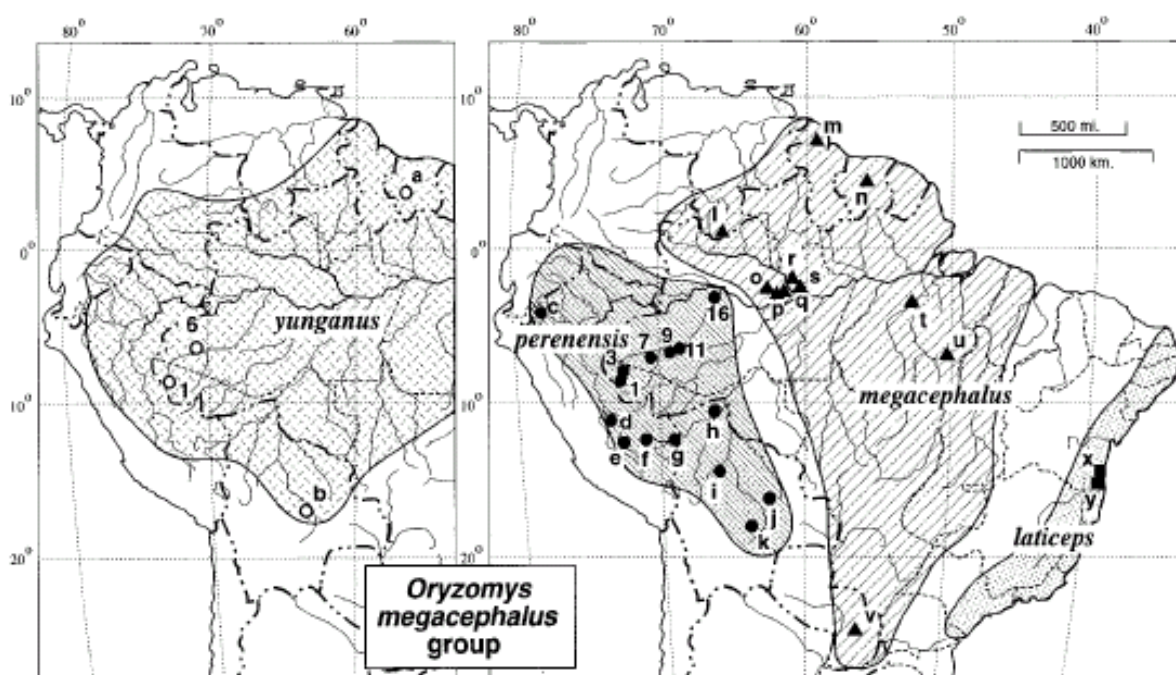 80° 70° 60° 80° 70° 60° 50° 40°
10° 10°
500 mi.
1000 km.
m
a
n
l
0° 0°
r
o s
p q
c
t
6 yunganus
16
perenensis 7 9
11
u
3
1
1
megacephalus
10° 10°
d
h
e f g
x
i
y
b
j
k
laticeps
20° 20°
Oryzomys
megacephalus
group
v